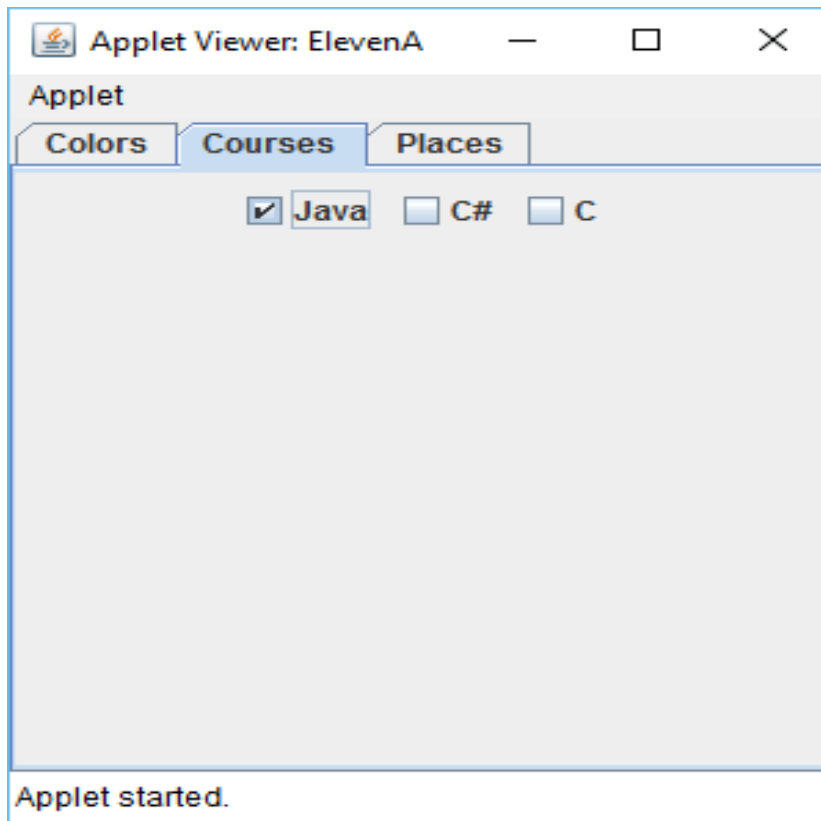 Applet Viewer: ElevenA
Applet
Colors Courses Places
Java C# C
Applet started.